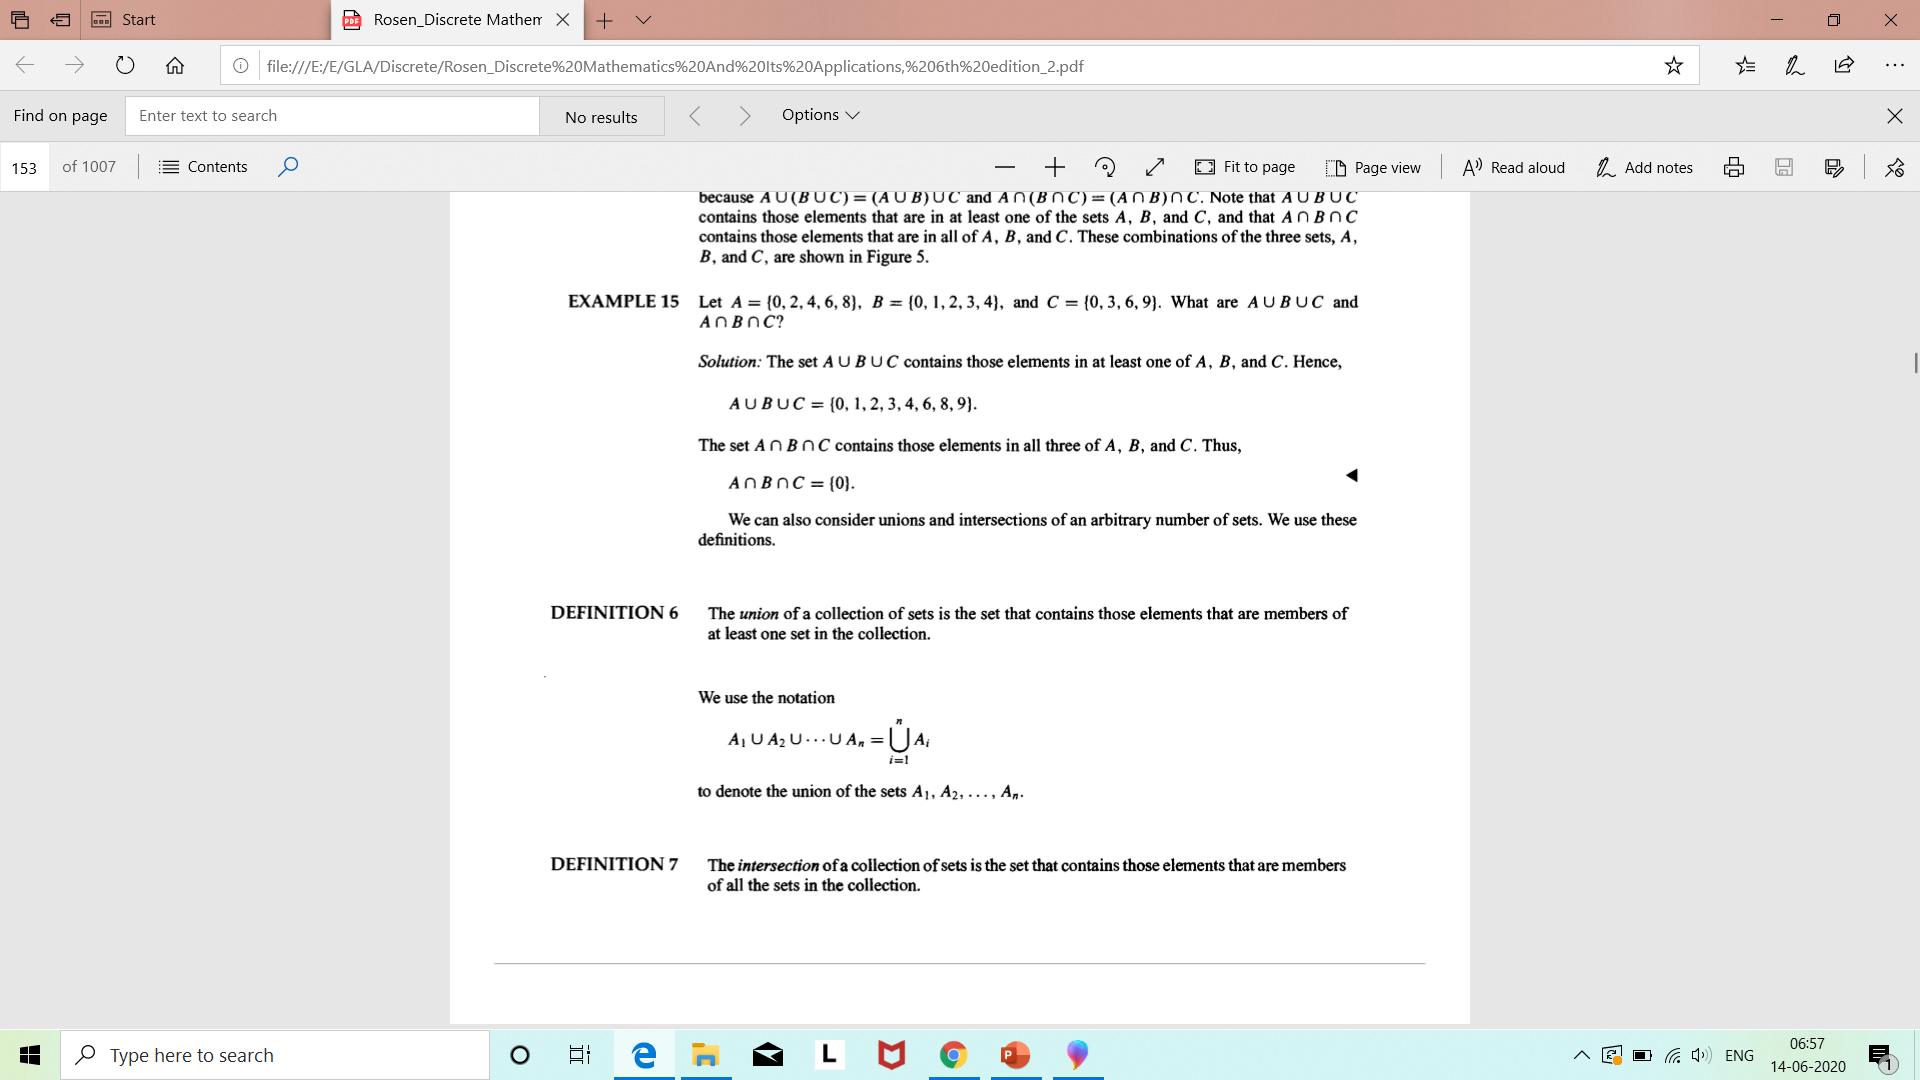 Start
Rosen_Discrete Mathem
file:///E:/E/GLA/Discrete/Rosen_Discrete%20Mathematics%20And%20Its%20Applications,%206th%20edition_2.pdf
Find on page Enter text to search No results Options
153 of 1007 Contents Fit to page Page view Read aloud Add notes
because A ∪ (B ∪ C) = (A ∪ B) ∪ C and A ∩ (B ∩ C) = (A ∩ B) ∩ C. Note that A ∪ B ∪ C
contains those elements that are in at least one of the sets A, B, and C, and that A ∩ B ∩ C
contains those elements that are in all of A, B, and C. These combinations of the three sets, A,
B, and C, are shown in Figure 5.
EXAMPLE 15 Let A = {0, 2, 4, 6, 8}, B = {0, 1, 2, 3, 4}, and C = {0, 3, 6, 9}. What are A ∪ B ∪ C and
A ∩ B ∩ C?
Solution: The set A ∪ B ∪ C contains those elements in at least one of A, B, and C. Hence,
A ∪ B ∪ C = {0, 1, 2, 3, 4, 6, 8, 9}.
The set A ∩ B ∩ C contains those elements in all three of A, B, and C. Thus,
A ∩ B ∩ C = {0}.
We can also consider unions and intersections of an arbitrary number of sets. We use these
definitions.
DEFINITION 6 The union of a collection of sets is the set that contains those elements that are members of
at least one set in the collection.
We use the notation
n
A₁ ∪ A₂ ∪ ··· ∪ Aₙ = ⋃ Aᵢ
i=1
to denote the union of the sets A₁, A₂, ..., Aₙ.
DEFINITION 7 The intersection of a collection of sets is the set that contains those elements that are members
of all the sets in the collection.
Type here to search
L
ENG
06:57
14-06-2020
1